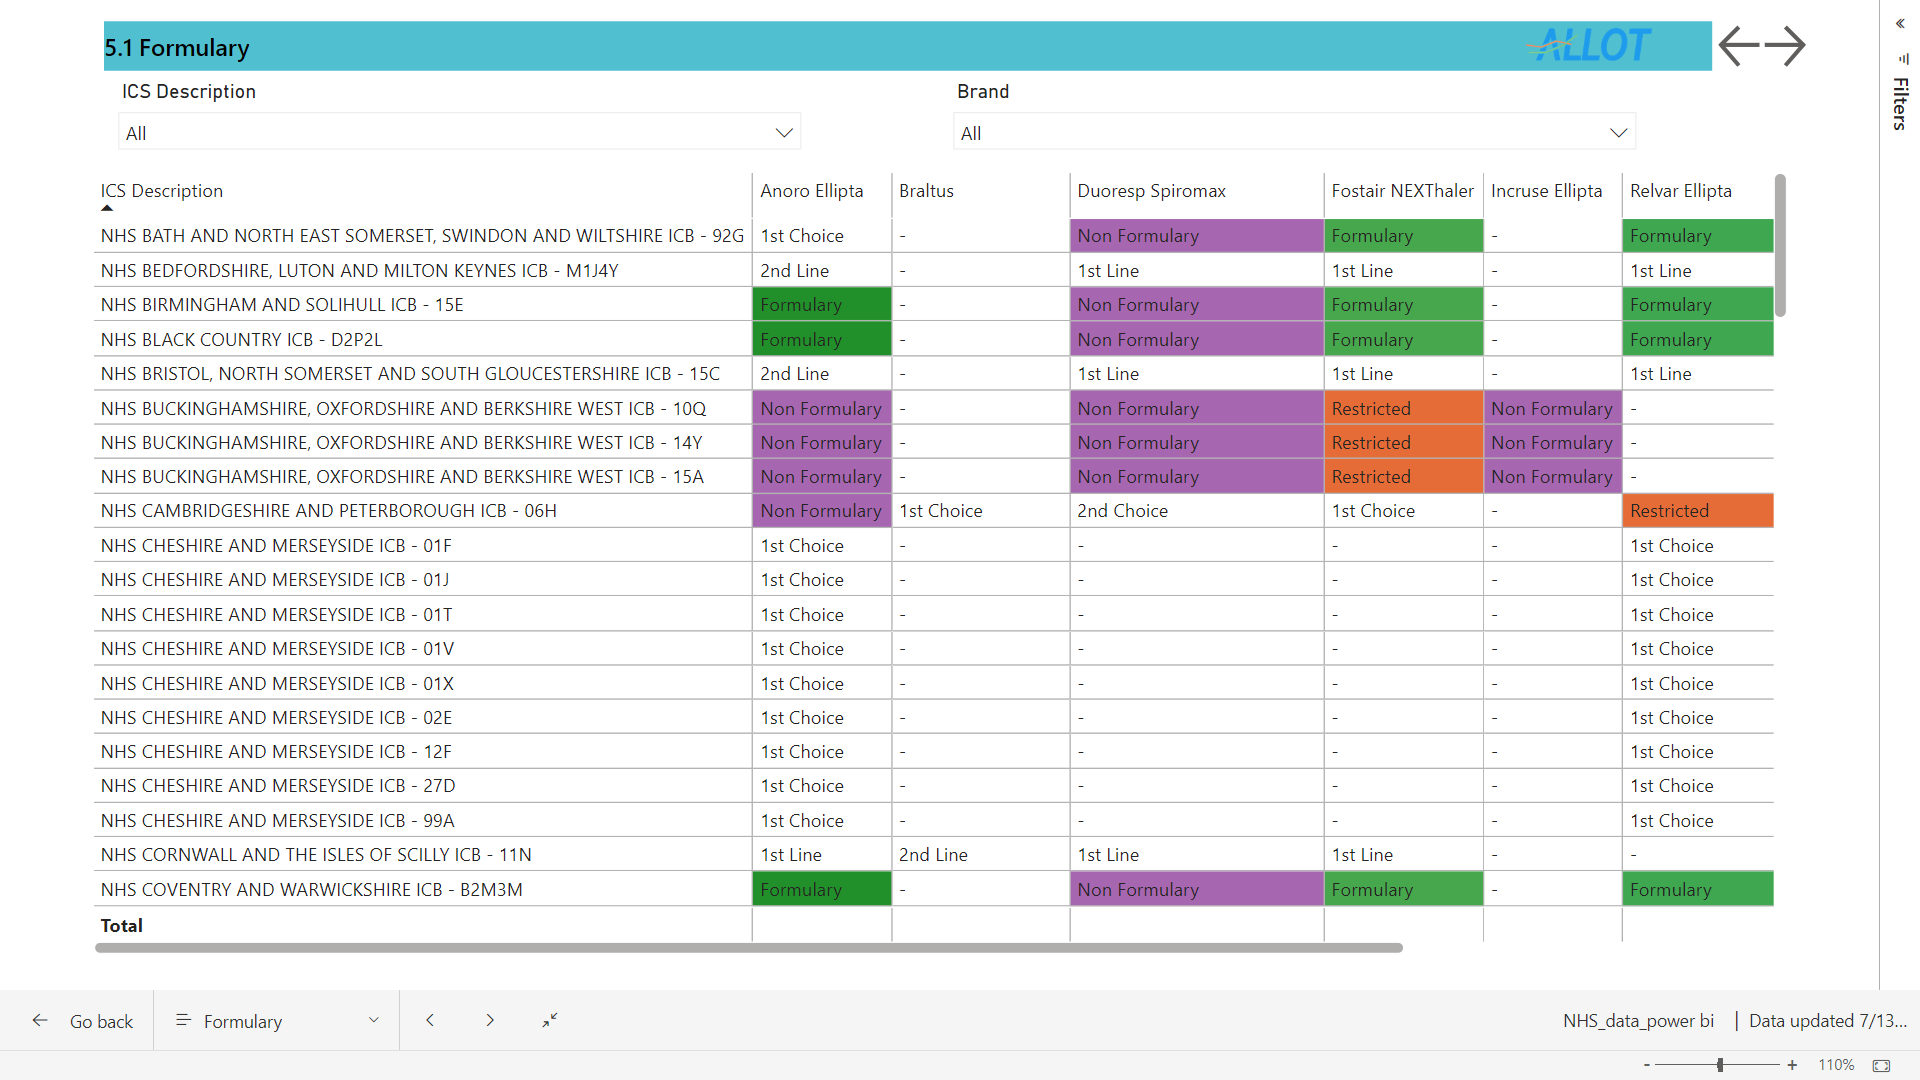 5.1 Formulary
ALLOT
ICS Description
Brand
All
All
Filters
ICS Description Anoro Ellipta Braltus Duoresp Spiromax Fostair NEXThaler Incruse Ellipta Relvar Ellipta
NHS BATH AND NORTH EAST SOMERSET, SWINDON AND WILTSHIRE ICB - 92G 1st Choice - Non Formulary Formulary - Formulary
NHS BEDFORDSHIRE, LUTON AND MILTON KEYNES ICB - M1J4Y 2nd Line - 1st Line 1st Line - 1st Line
NHS BIRMINGHAM AND SOLIHULL ICB - 15E Formulary - Non Formulary Formulary - Formulary
NHS BLACK COUNTRY ICB - D2P2L Formulary - Non Formulary Formulary - Formulary
NHS BRISTOL, NORTH SOMERSET AND SOUTH GLOUCESTERSHIRE ICB - 15C 2nd Line - 1st Line 1st Line - 1st Line
NHS BUCKINGHAMSHIRE, OXFORDSHIRE AND BERKSHIRE WEST ICB - 10Q Non Formulary - Non Formulary Restricted Non Formulary -
NHS BUCKINGHAMSHIRE, OXFORDSHIRE AND BERKSHIRE WEST ICB - 14Y Non Formulary - Non Formulary Restricted Non Formulary -
NHS BUCKINGHAMSHIRE, OXFORDSHIRE AND BERKSHIRE WEST ICB - 15A Non Formulary - Non Formulary Restricted Non Formulary -
NHS CAMBRIDGESHIRE AND PETERBOROUGH ICB - 06H Non Formulary 1st Choice 2nd Choice 1st Choice - Restricted
NHS CHESHIRE AND MERSEYSIDE ICB - 01F 1st Choice - - - - 1st Choice
NHS CHESHIRE AND MERSEYSIDE ICB - 01J 1st Choice - - - - 1st Choice
NHS CHESHIRE AND MERSEYSIDE ICB - 01T 1st Choice - - - - 1st Choice
NHS CHESHIRE AND MERSEYSIDE ICB - 01V 1st Choice - - - - 1st Choice
NHS CHESHIRE AND MERSEYSIDE ICB - 01X 1st Choice - - - - 1st Choice
NHS CHESHIRE AND MERSEYSIDE ICB - 02E 1st Choice - - - - 1st Choice
NHS CHESHIRE AND MERSEYSIDE ICB - 12F 1st Choice - - - - 1st Choice
NHS CHESHIRE AND MERSEYSIDE ICB - 27D 1st Choice - - - - 1st Choice
NHS CHESHIRE AND MERSEYSIDE ICB - 99A 1st Choice - - - - 1st Choice
NHS CORNWALL AND THE ISLES OF SCILLY ICB - 11N 1st Line 2nd Line 1st Line 1st Line - -
NHS COVENTRY AND WARWICKSHIRE ICB - B2M3M Formulary - Non Formulary Formulary - Formulary
Total
Go back Formulary NHS_data_power bi | Data updated 7/13...
- + 110%